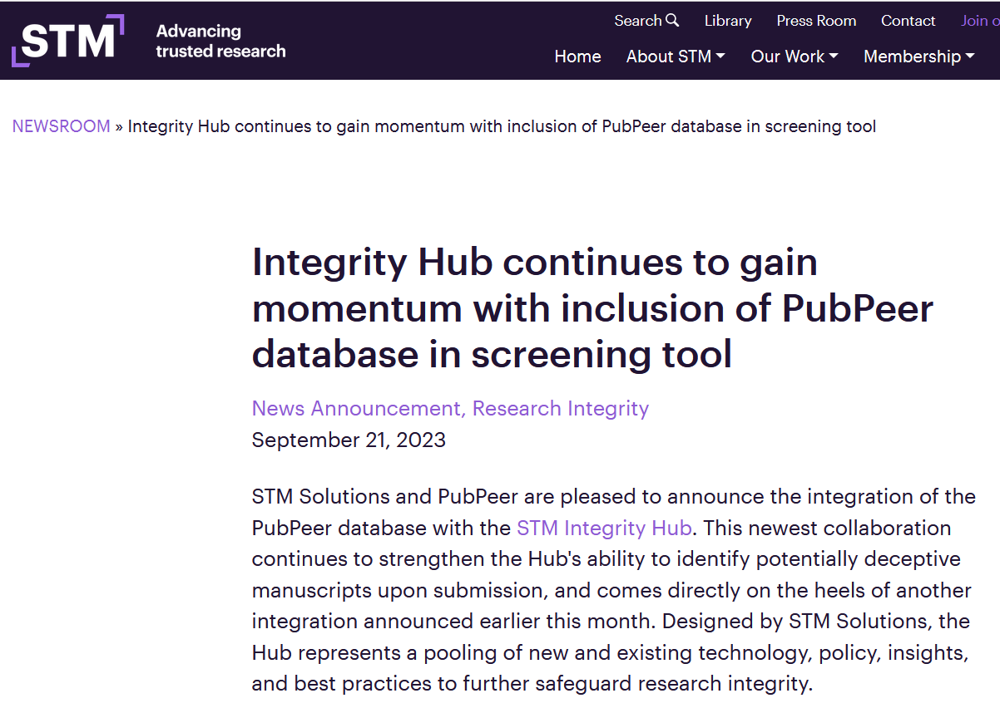 STM
Advancing
trusted research
Search Library Press Room Contact Join o
Home About STM Our Work Membership
NEWSROOM » Integrity Hub continues to gain momentum with inclusion of PubPeer database in screening tool
Integrity Hub continues to gain
momentum with inclusion of PubPeer
database in screening tool
News Announcement, Research Integrity
September 21, 2023
STM Solutions and PubPeer are pleased to announce the integration of the
PubPeer database with the STM Integrity Hub. This newest collaboration
continues to strengthen the Hub's ability to identify potentially deceptive
manuscripts upon submission, and comes directly on the heels of another
integration announced earlier this month. Designed by STM Solutions, the
Hub represents a pooling of new and existing technology, policy, insights,
and best practices to further safeguard research integrity.